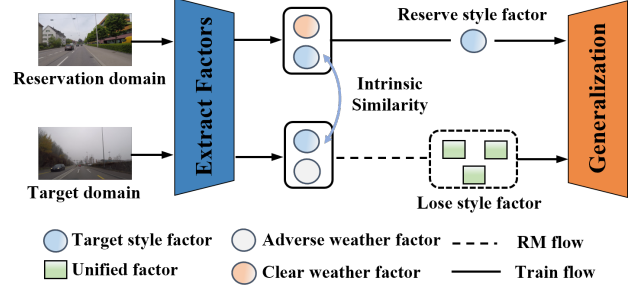 Reserve style factor
Reservation domain
Extract Factors
Intrinsic
Similarity
Generalization
Target domain
Lose style factor
Target style factor
Adverse weather factor
RM flow
Unified factor
Clear weather factor
Train flow